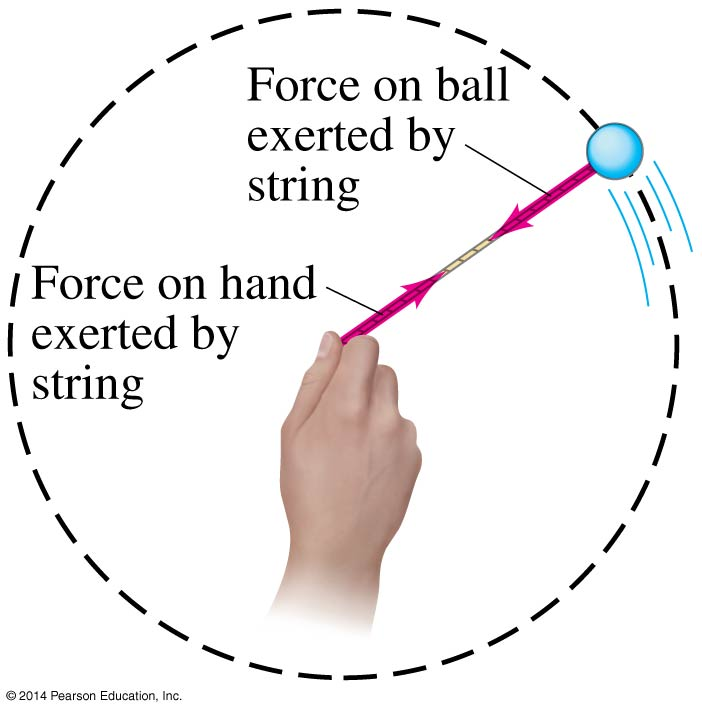 Force on ball
exerted by
string
Force on hand
exerted by
string
© 2014 Pearson Education, Inc.